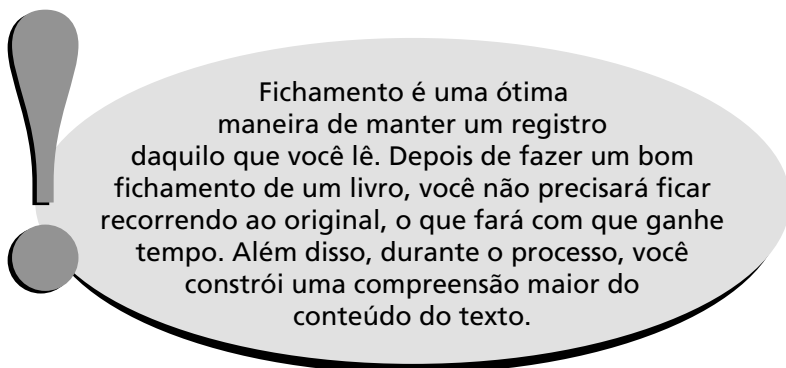 Fichamento é uma ótima
maneira de manter um registro
daquilo que você lê. Depois de fazer um bom
fichamento de um livro, você não precisará ficar
recorrendo ao original, o que fará com que ganhe
tempo. Além disso, durante o processo, você
constrói uma compreensão maior do
conteúdo do texto.